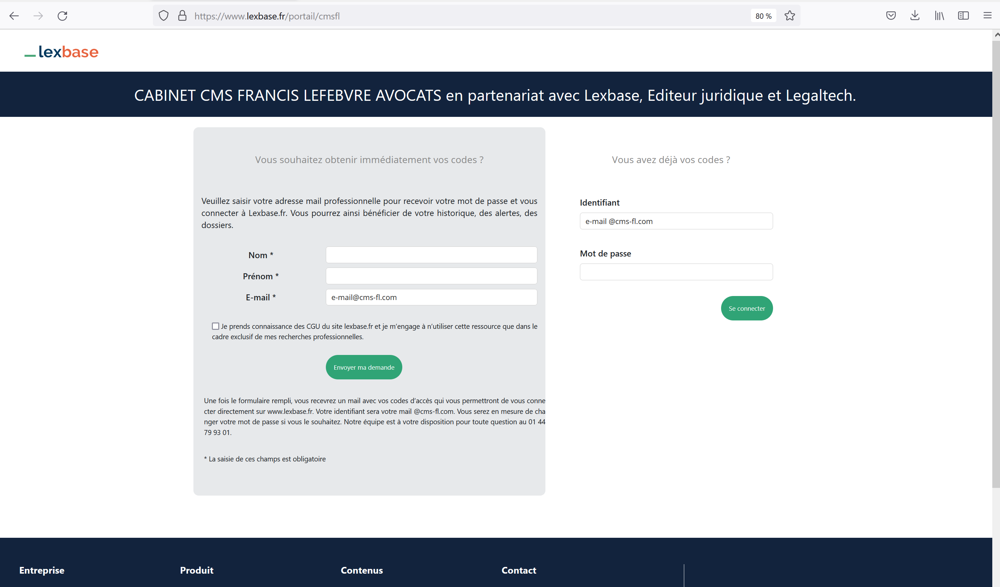 https://www.lexbase.fr/portail/cmsfl
80 %
lexbase
CABINET CMS FRANCIS LEFEBVRE AVOCATS en partenariat avec Lexbase, Editeur juridique et Legaltech.
Vous souhaitez obtenir immédiatement vos codes ?
Veuillez saisir votre adresse mail professionnelle pour recevoir votre mot de passe et vous
connecter à Lexbase.fr. Vous pourrez ainsi bénéficier de votre historique, des alertes, des
dossiers.
Nom *
Prénom *
E-mail *
e-mail@cms-fl.com
Je prends connaissance des CGU du site lexbase.fr et je m’engage à n’utiliser cette ressource que dans le
cadre exclusif de mes recherches professionnelles.
Envoyer ma demande
Une fois le formulaire rempli, vous recevrez un mail avec vos codes d’accès qui vous permettront de vous conne
cter directement sur www.lexbase.fr. Votre identifiant sera votre mail @cms-fl.com. Vous serez en mesure de cha
nger votre mot de passe si vous le souhaitez. Notre équipe est à votre disposition pour toute question au 01 44
79 93 01.
* La saisie de ces champs est obligatoire
Vous avez déjà vos codes ?
Identifiant
e-mail @cms-fl.com
Mot de passe
Se connecter
Entreprise
Produit
Contenus
Contact